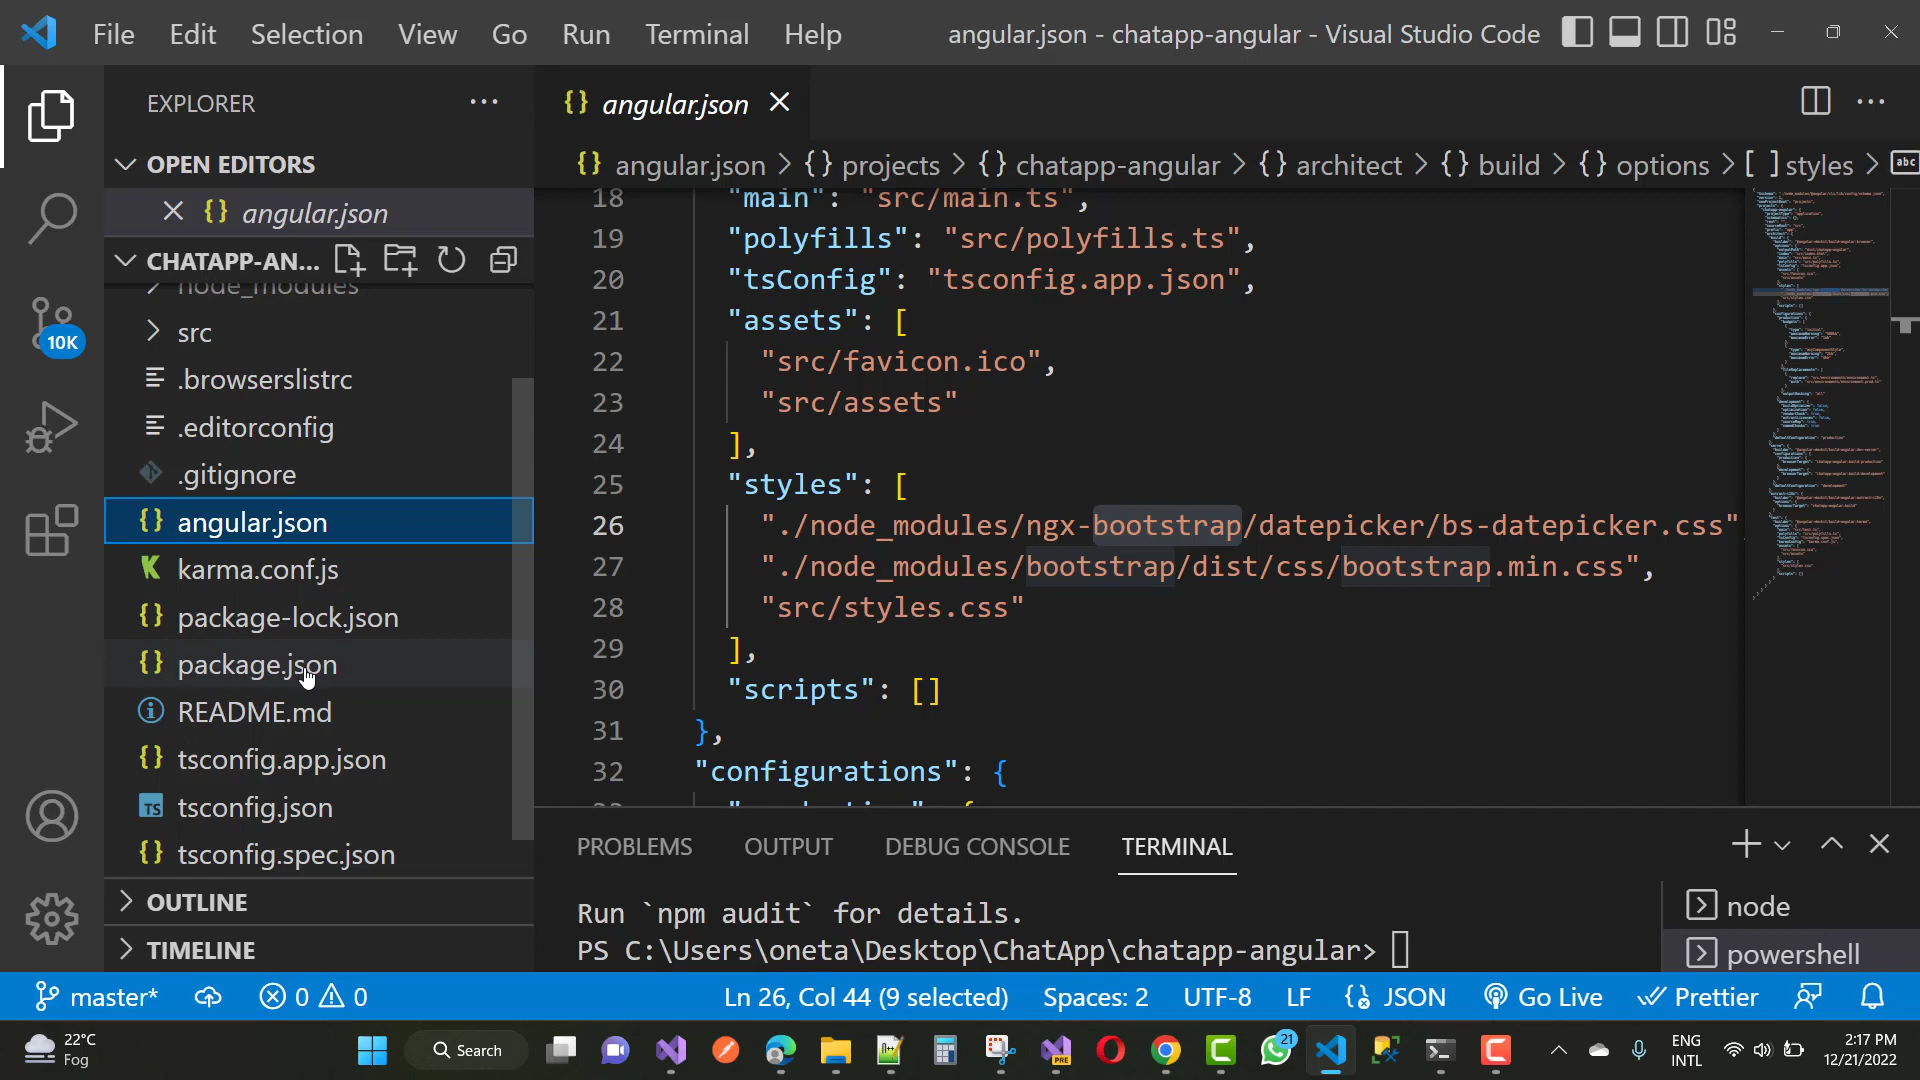 File Edit Selection View Go Run Terminal Help
angular.json - chatapp-angular - Visual Studio Code
EXPLORER
OPEN EDITORS
angular.json
CHATAPP-AN...
node_modules
src
.browserslistrc
.editorconfig
.gitignore
angular.json
karma.conf.js
package-lock.json
package.json
README.md
tsconfig.app.json
tsconfig.json
tsconfig.spec.json
OUTLINE
TIMELINE
10K
angular.json
angular.json > {} projects > {} chatapp-angular > {} architect > {} build > {} options > [ ] styles > abc
18 "main": "src/main.ts",
19 "polyfills": "src/polyfills.ts",
20 "tsConfig": "tsconfig.app.json",
21 "assets": [
22 "src/favicon.ico",
23 "src/assets"
24 ],
25 "styles": [
26 "./node_modules/ngx-bootstrap/datepicker/bs-datepicker.css"
27 "./node_modules/bootstrap/dist/css/bootstrap.min.css",
28 "src/styles.css"
29 ],
30 "scripts": []
31 },
32 "configurations": {
PROBLEMS OUTPUT DEBUG CONSOLE TERMINAL
Run `npm audit` for details.
PS C:\Users\oneta\Desktop\ChatApp\chatapp-angular>
node
powershell
master* 0 0 Ln 26, Col 44 (9 selected) Spaces: 2 UTF-8 LF JSON Go Live Prettier
22°C
Fog
Search
PRE
21
ENG
INTL
2:17 PM
12/21/2022